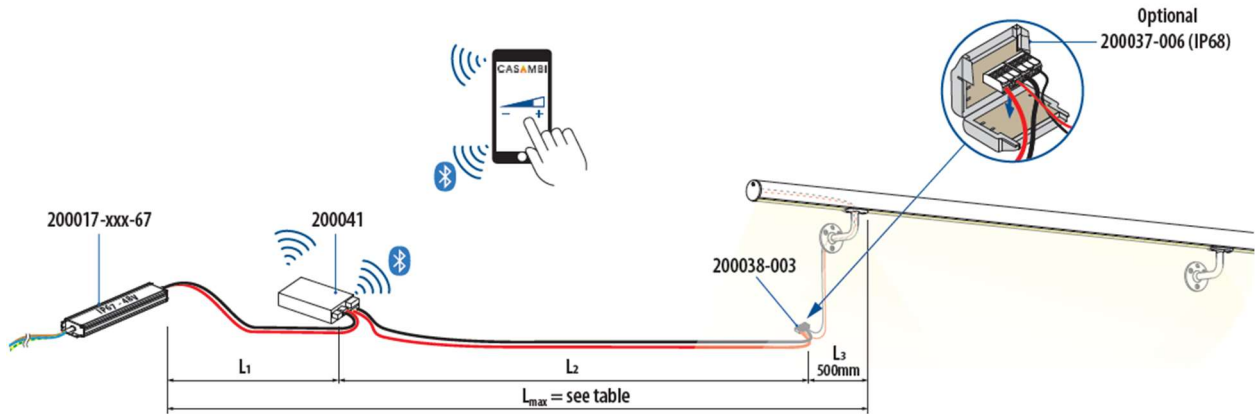 Optional
200037-006 (IP68)
CASAMBI
− +
200017-xxx-67
200041
IP67 - 48V
200038-003
L1
L2
L3
500mm
Lmax = see table